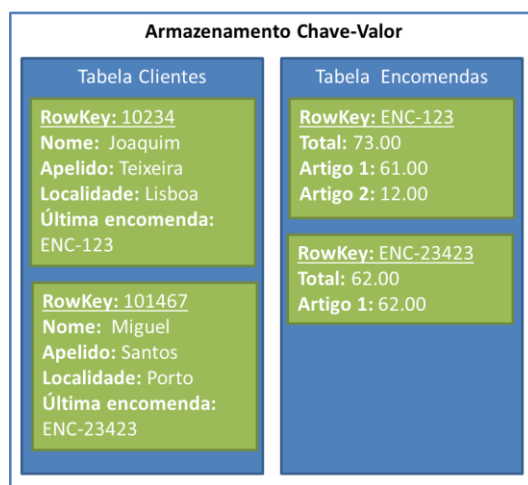 Armazenamento Chave-Valor
Tabela Clientes
RowKey: 10234
Nome: Joaquim
Apelido: Teixeira
Localidade: Lisboa
Última encomenda:
ENC-123
RowKey: 101467
Nome: Miguel
Apelido: Santos
Localidade: Porto
Última encomenda:
ENC-23423
Tabela Encomendas
RowKey: ENC-123
Total: 73.00
Artigo 1: 61.00
Artigo 2: 12.00
RowKey: ENC-23423
Total: 62.00
Artigo 1: 62.00